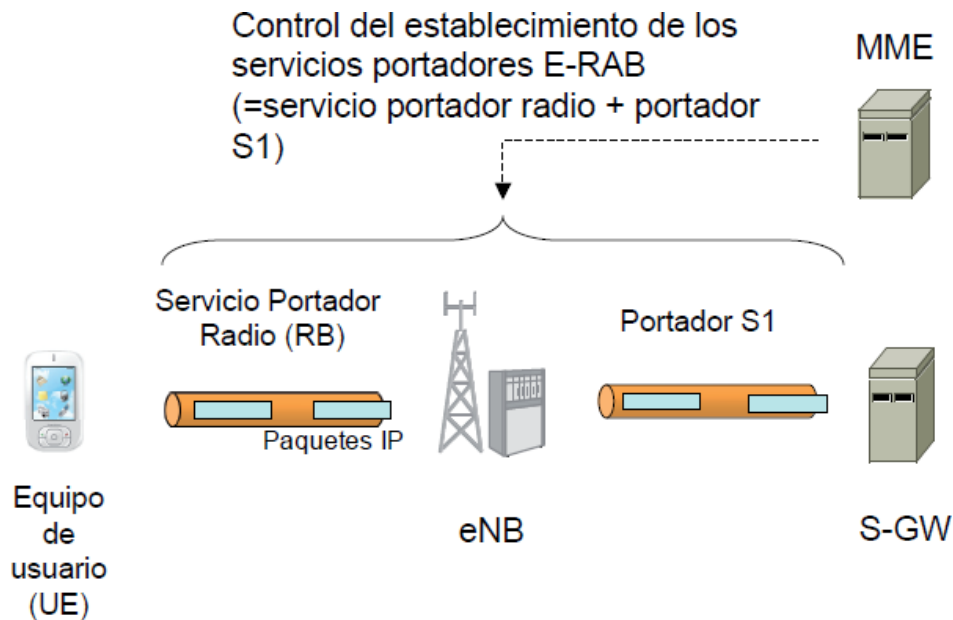 Control del establecimiento de los
servicios portadores E-RAB
(=servicio portador radio + portador
S1)
MME
Servicio Portador
Radio (RB)
Portador S1
Paquetes IP
Equipo
de
usuario
(UE)
eNB
S-GW